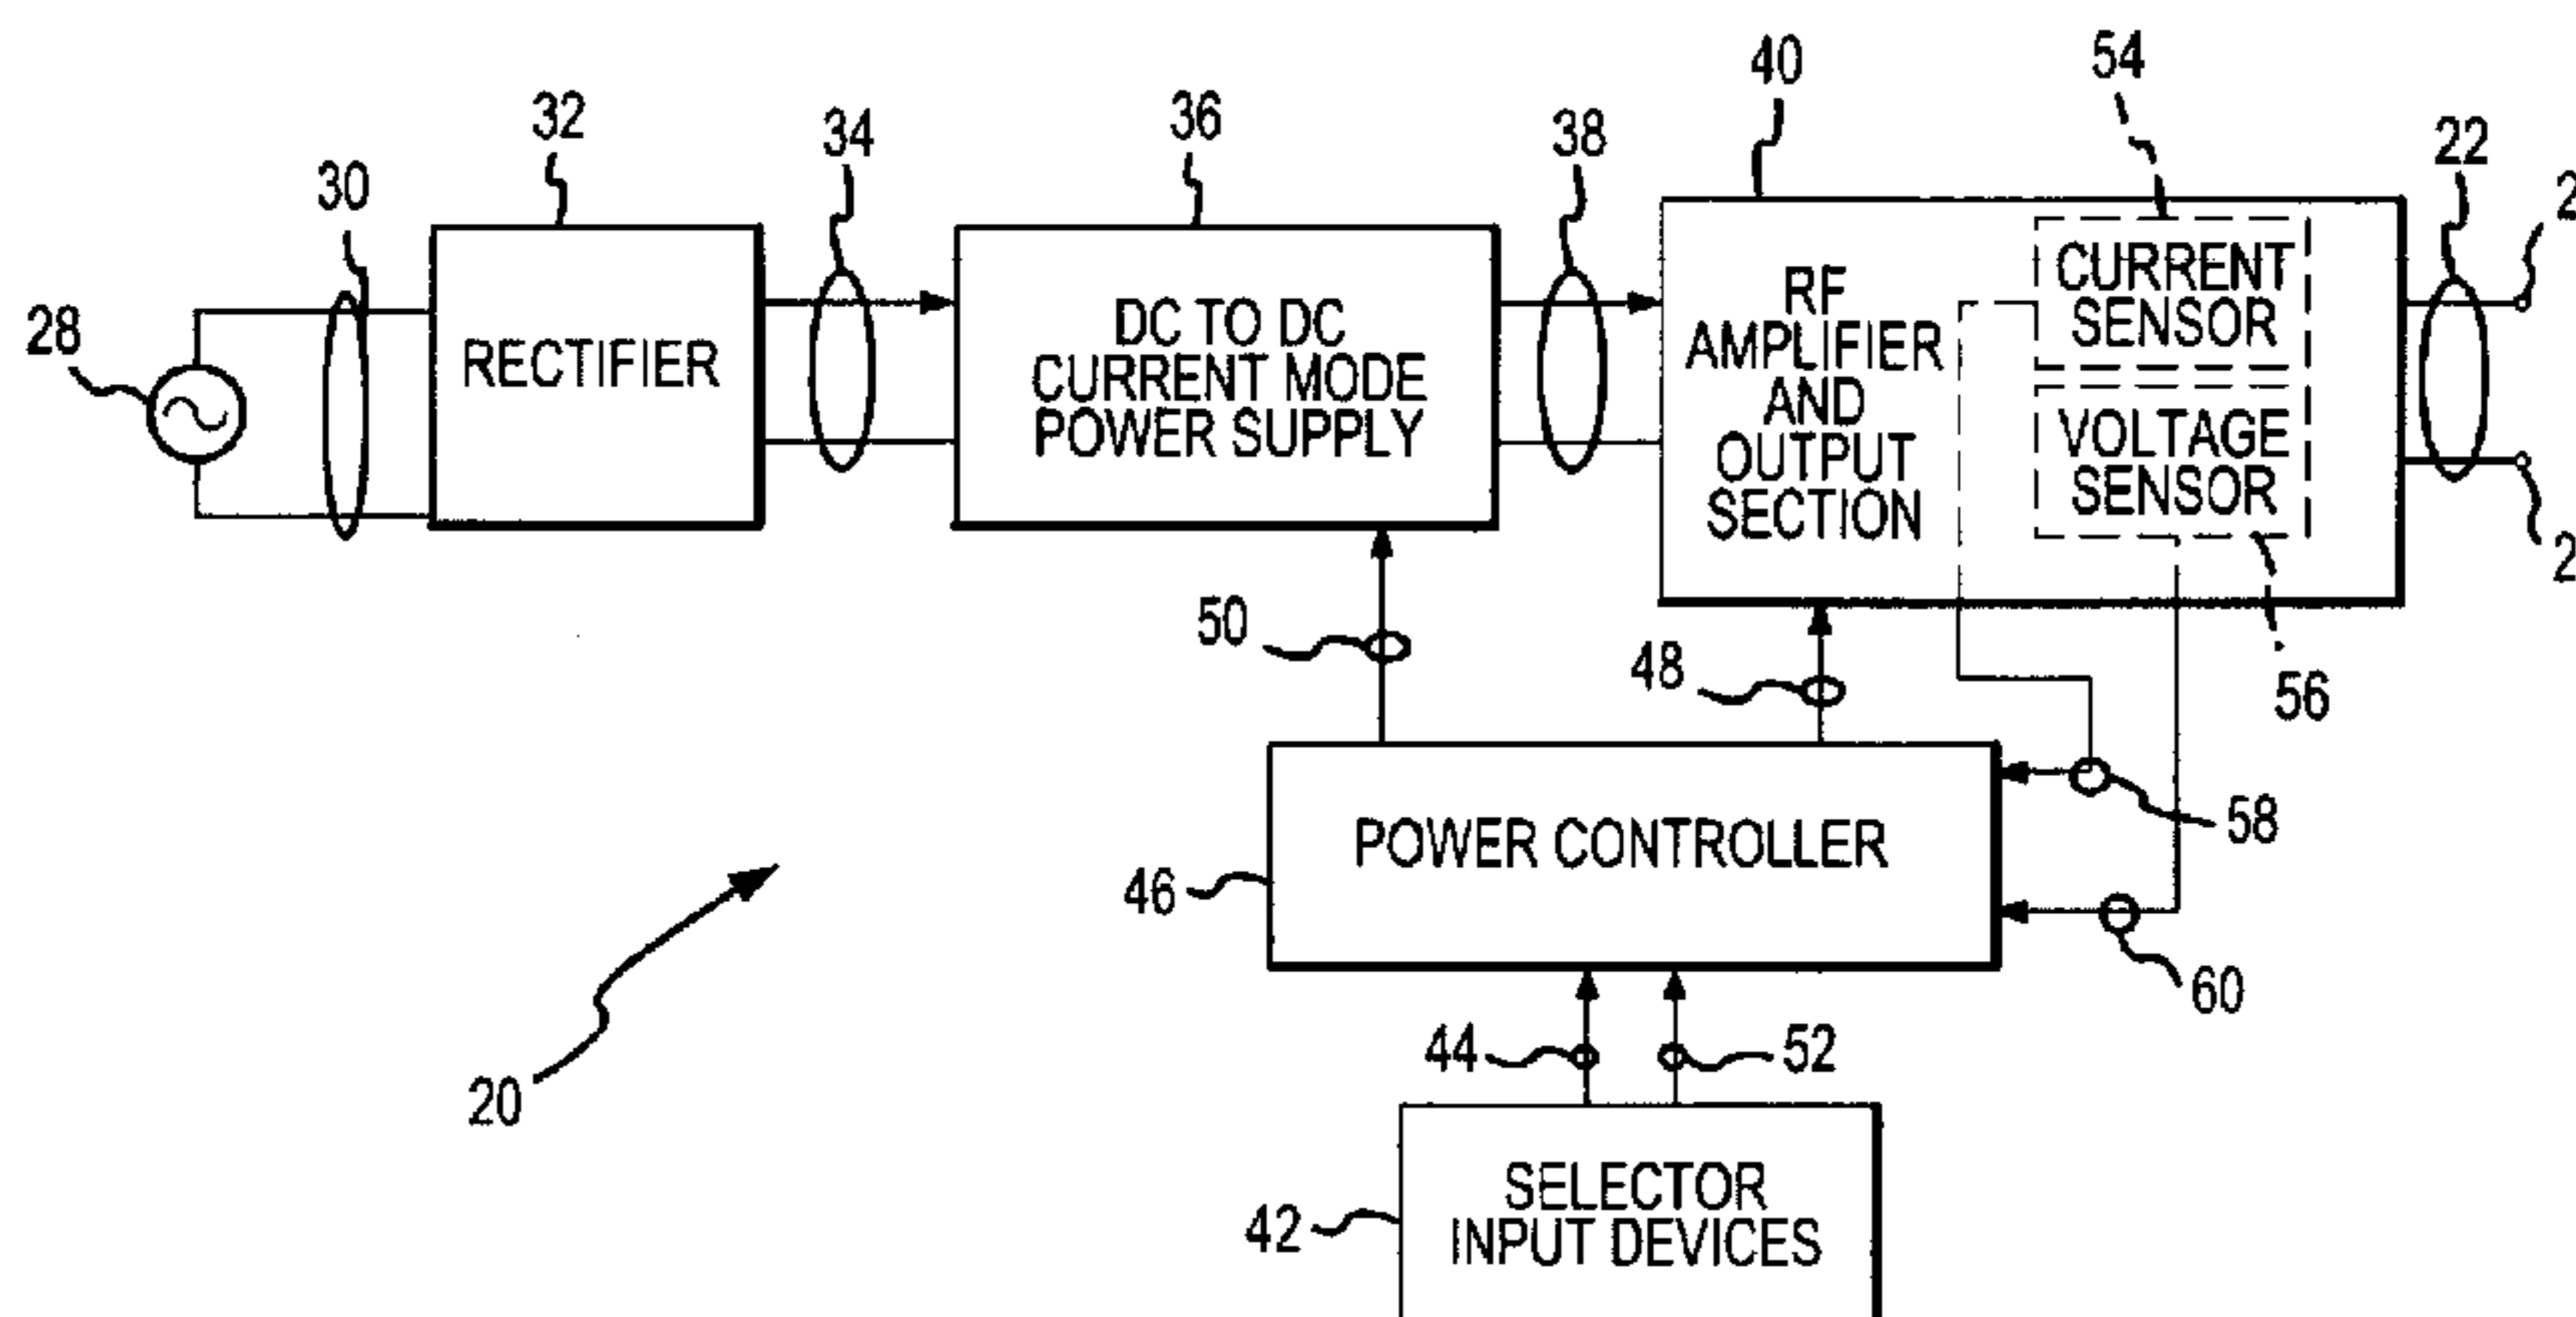 40
54
32
34
36
38
22
30
28
RECTIFIER
DC TO DC
CURRENT MODE
POWER SUPPLY
RF
AMPLIFIER
AND
OUTPUT
SECTION
CURRENT
SENSOR
VOLTAGE
SENSOR
50
48
56
POWER CONTROLLER
58
46
60
20
44
52
42
SELECTOR
INPUT DEVICES